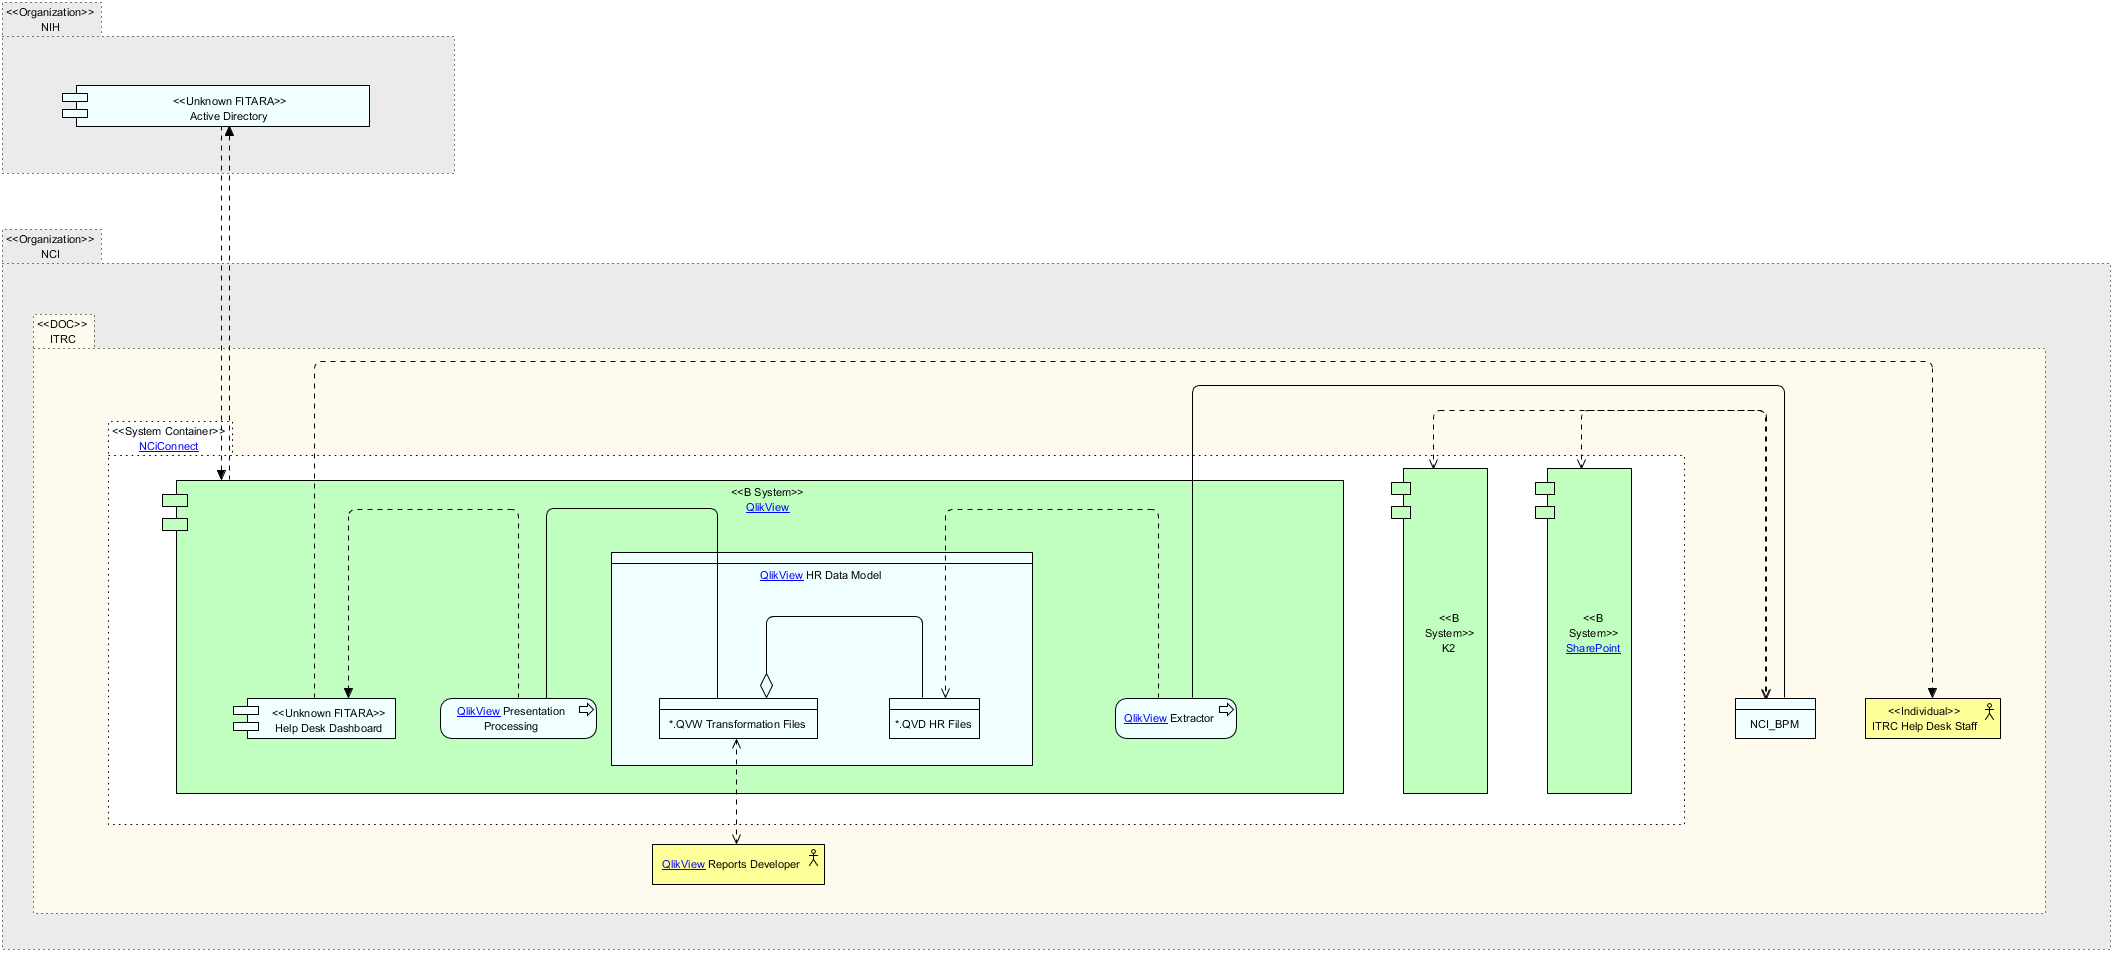 <<Organization>>
NIH
<<Unknown FITARA>>
Active Directory
<<Organization>>
NCI
<<DOC>>
ITRC
<<System Container>>
NCiConnect
<<B System>>
QlikView
QlikView HR Data Model
<<B
System>>
K2
<<B
System>>
SharePoint
<<Unknown FITARA>>
Help Desk Dashboard
QlikView Presentation
Processing
*.QVW Transformation Files
*.QVD HR Files
QlikView Extractor
NCI_BPM
<<Individual>>
ITRC Help Desk Staff
QlikView Reports Developer